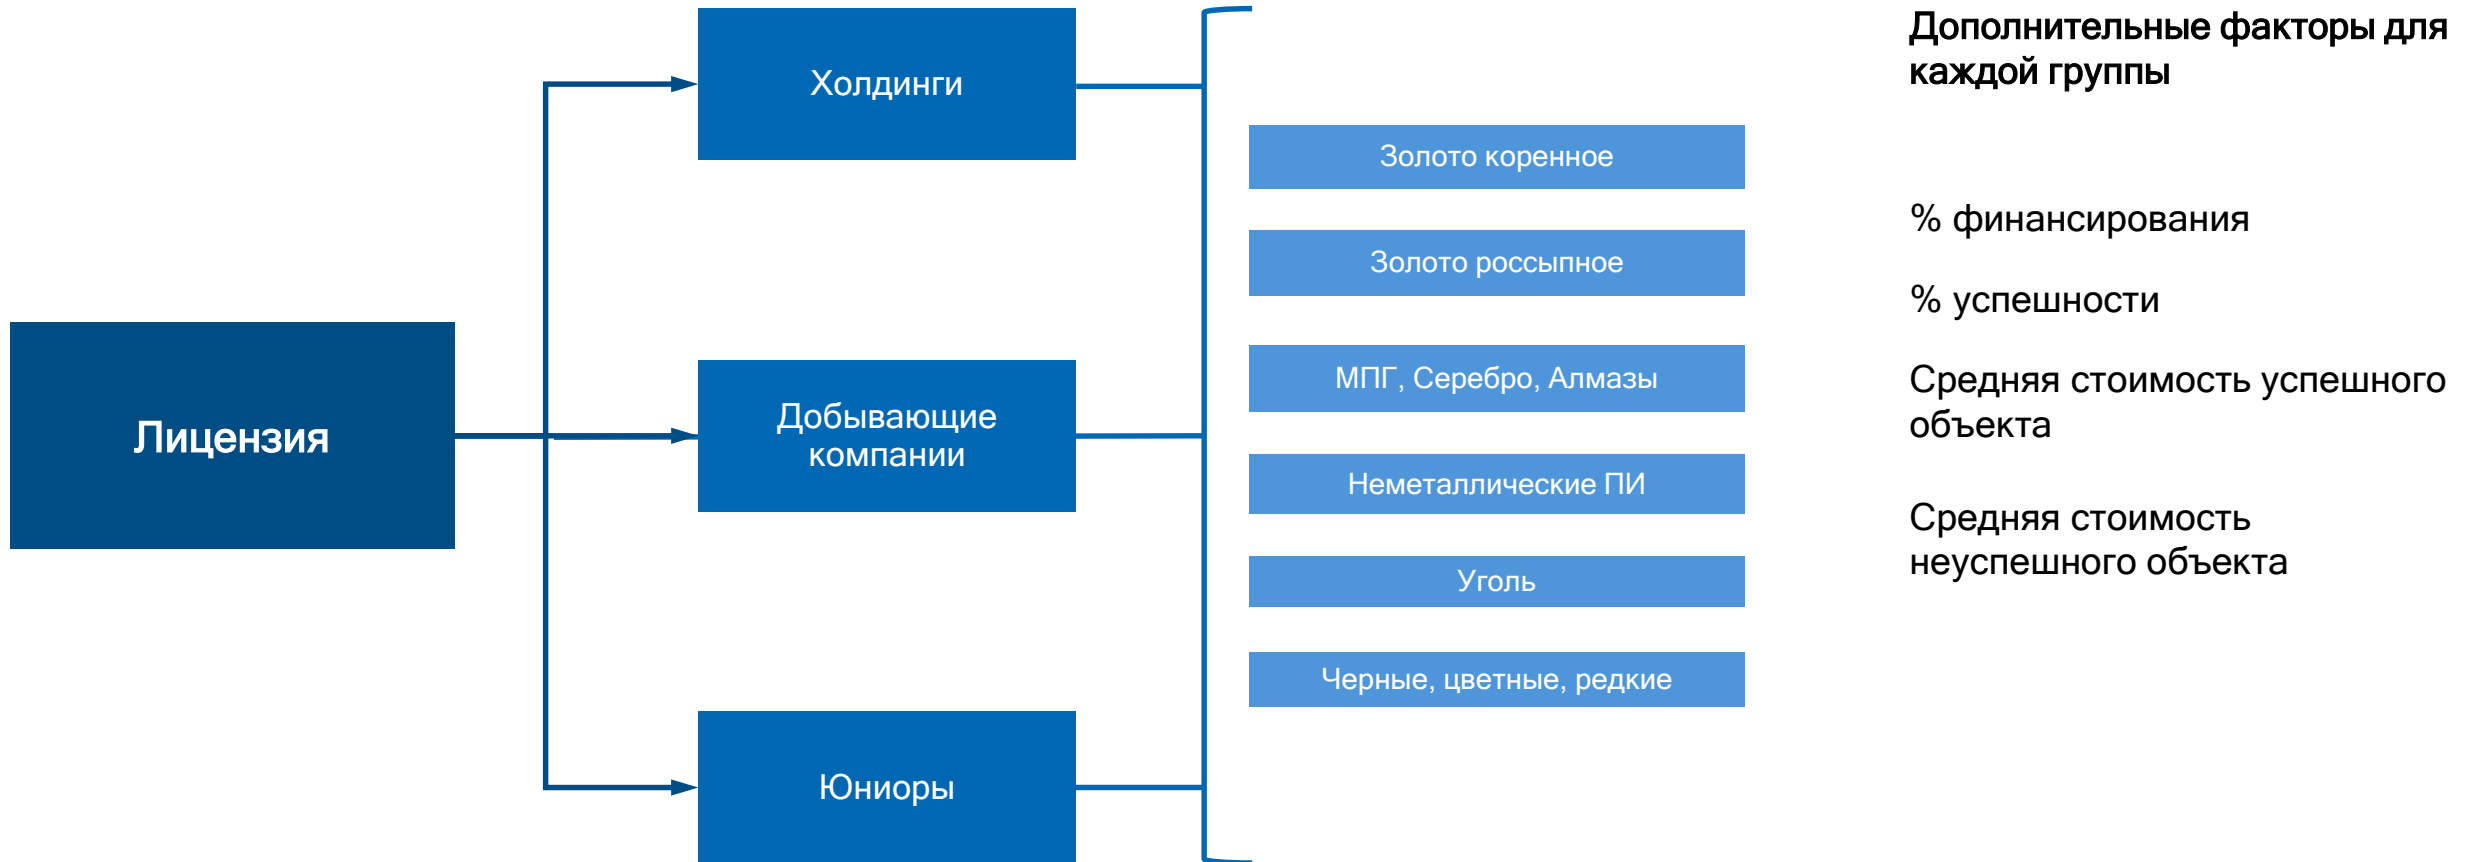 Лицензия
Холдинги
Добывающие
компании
Юниоры
Золото коренное
Золото россыпное
МПГ, Серебро, Алмазы
Неметаллические ПИ
Уголь
Черные, цветные, редкие
Дополнительные факторы для
каждой группы
% финансирования
% успешности
Средняя стоимость успешного
объекта
Средняя стоимость
неуспешного объекта